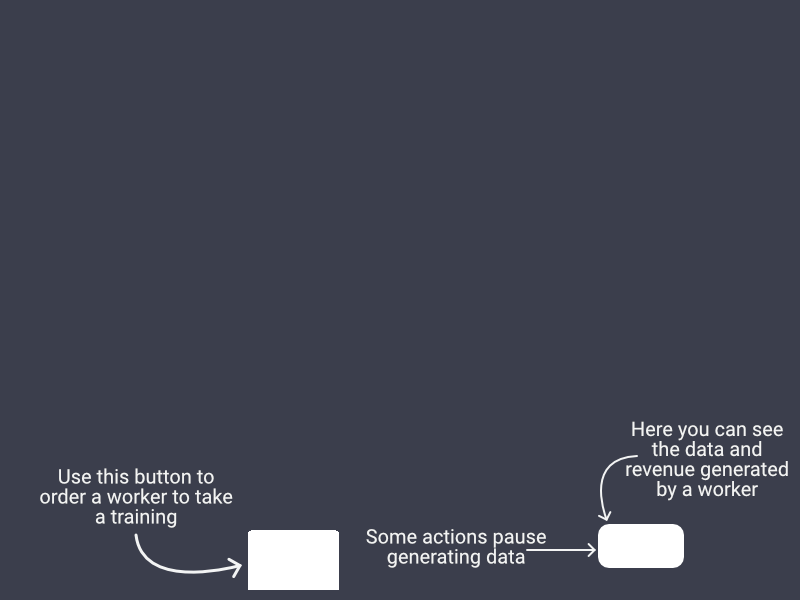 Here you can see
the data and
revenue generated
by a worker
Use this button to
order a worker to take
a training
Some actions pause
generating data